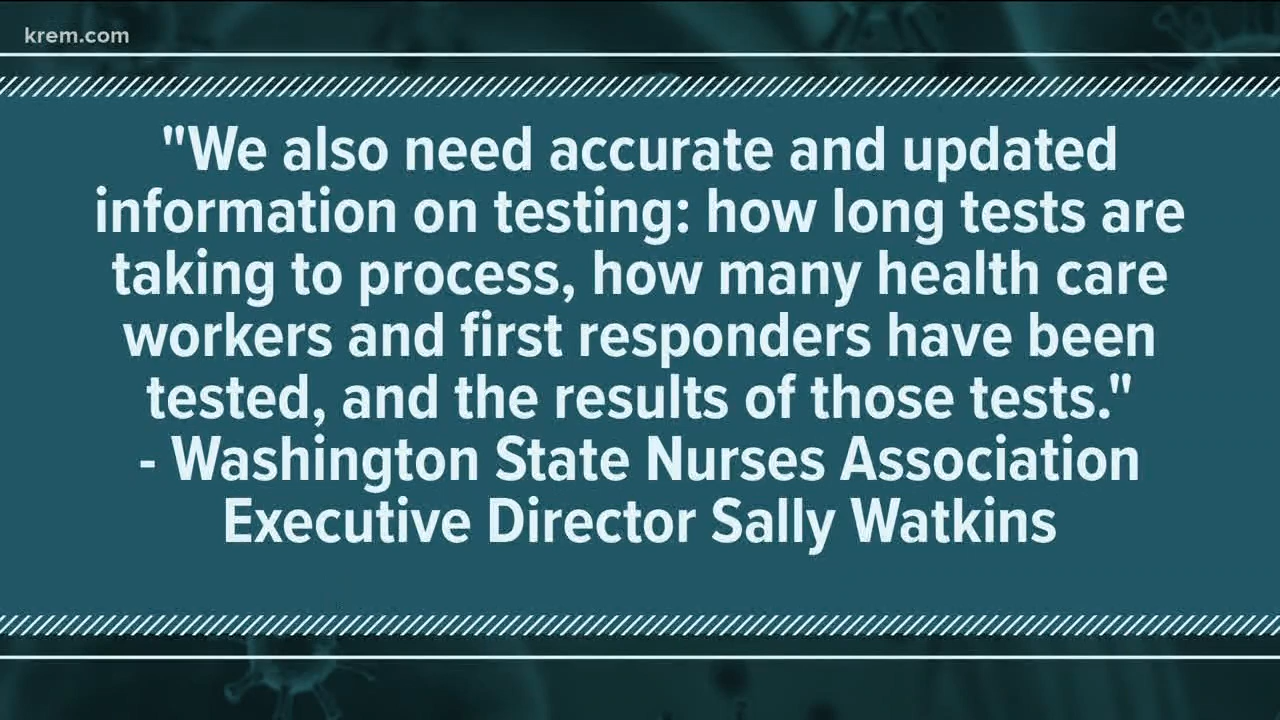 krem.com
"We also need accurate and updated
information on testing: how long tests are
taking to process, how many health care
workers and first responders have been
tested, and the results of those tests."
- Washington State Nurses Association
Executive Director Sally Watkins